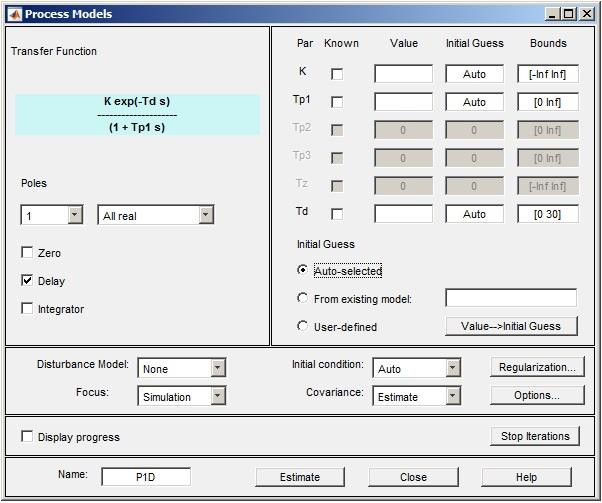 Process Models
Transfer Function
K exp(-Td s)
---------------------
(1 + Tp1 s)
Poles
1 All real
Zero
Delay
Integrator
Par Known Value Initial Guess Bounds
K Auto [-Inf Inf]
Tp1 Auto [0 Inf]
Tp2 0 0 [0 Inf]
Tp3 0 0 [0 Inf]
Tz 0 0 [-Inf Inf]
Td Auto [0 30]
Initial Guess
Auto-selected
From existing model:
User-defined Value-->Initial Guess
Disturbance Model: None Initial condition: Auto Regularization...
Focus: Simulation Covariance: Estimate Options...
Display progress Stop Iterations
Name: P1D Estimate Close Help